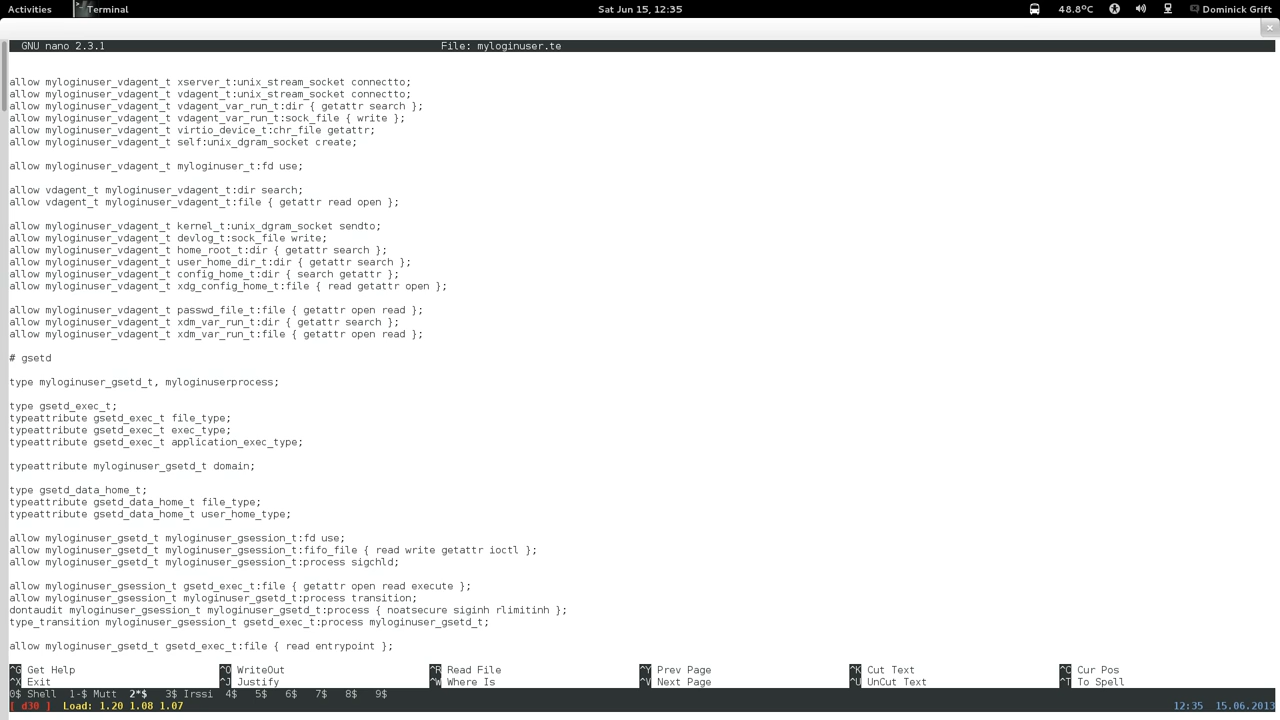 Activities Terminal Sat Jun 15, 12:35 48.8ºC Dominick Grift
GNU nano 2.3.1 File: myloginuser.te
allow myloginuser_vdagent_t xserver_t:unix_stream_socket connectto;
allow myloginuser_vdagent_t vdagent_t:unix_stream_socket connectto;
allow myloginuser_vdagent_t vdagent_var_run_t:dir { getattr search };
allow myloginuser_vdagent_t vdagent_var_run_t:sock_file { write };
allow myloginuser_vdagent_t virtio_device_t:chr_file getattr;
allow myloginuser_vdagent_t self:unix_dgram_socket create;
allow myloginuser_vdagent_t myloginuser_t:fd use;
allow vdagent_t myloginuser_vdagent_t:dir search;
allow vdagent_t myloginuser_vdagent_t:file { getattr read open };
allow myloginuser_vdagent_t kernel_t:unix_dgram_socket sendto;
allow myloginuser_vdagent_t devlog_t:sock_file write;
allow myloginuser_vdagent_t home_root_t:dir { getattr search };
allow myloginuser_vdagent_t user_home_dir_t:dir { getattr search };
allow myloginuser_vdagent_t config_home_t:dir { search getattr };
allow myloginuser_vdagent_t xdg_config_home_t:file { read getattr open };
allow myloginuser_vdagent_t passwd_file_t:file { getattr open read };
allow myloginuser_vdagent_t xdm_var_run_t:dir { getattr search };
allow myloginuser_vdagent_t xdm_var_run_t:file { getattr open read };
# gsetd
type myloginuser_gsetd_t, myloginuserprocess;
type gsetd_exec_t;
typeattribute gsetd_exec_t file_type;
typeattribute gsetd_exec_t exec_type;
typeattribute gsetd_exec_t application_exec_type;
typeattribute myloginuser_gsetd_t domain;
type gsetd_data_home_t;
typeattribute gsetd_data_home_t file_type;
typeattribute gsetd_data_home_t user_home_type;
allow myloginuser_gsetd_t myloginuser_gsession_t:fd use;
allow myloginuser_gsetd_t myloginuser_gsession_t:fifo_file { read write getattr ioctl };
allow myloginuser_gsetd_t myloginuser_gsession_t:process sigchld;
allow myloginuser_gsession_t gsetd_exec_t:file { getattr open read execute };
allow myloginuser_gsession_t myloginuser_gsetd_t:process transition;
dontaudit myloginuser_gsession_t myloginuser_gsetd_t:process { noatsecure siginh rlimitinh };
type_transition myloginuser_gsession_t gsetd_exec_t:process myloginuser_gsetd_t;
allow myloginuser_gsetd_t gsetd_exec_t:file { read entrypoint };
^G Get Help ^O WriteOut ^R Read File ^Y Prev Page ^K Cut Text ^C Cur Pos
^X Exit ^J Justify ^W Where Is ^V Next Page ^U UnCut Text ^T To Spell
0$ Shell 1-$ Mutt 2*$ 3$ Irssi 4$ 5$ 6$ 7$ 8$ 9$
[ d30 ] Load: 1.20 1.08 1.07 12:35 15.06.2013